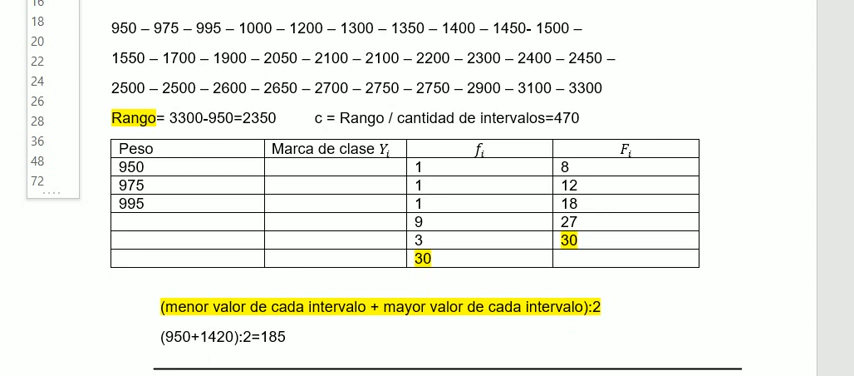 16
18
20
22
24
26
28
36
48
72
950 – 975 – 995 – 1000 – 1200 – 1300 – 1350 – 1400 – 1450- 1500 –
1550 – 1700 – 1900 – 2050 – 2100 – 2100 – 2200 – 2300 – 2400 – 2450 –
2500 – 2500 – 2600 – 2650 – 2700 – 2750 – 2750 – 2900 – 3100 – 3300
Rango= 3300-950=2350 c = Rango / cantidad de intervalos=470
Peso Marca de clase Yᵢ fᵢ Fᵢ
950 1 8
975 1 12
995 1 18
9 27
3 30
30
(menor valor de cada intervalo + mayor valor de cada intervalo):2
(950+1420):2=185